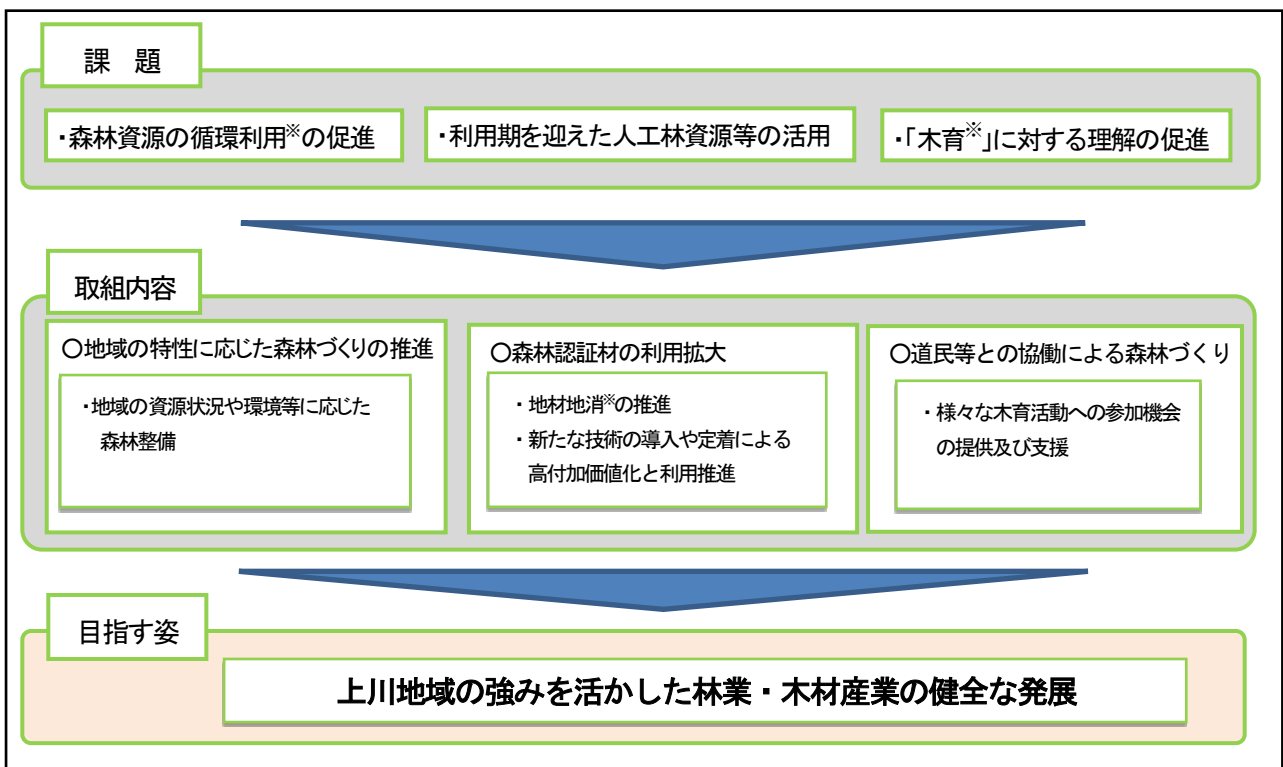 課 題
・森林資源の循環利用※の促進
・利用期を迎えた人工林資源等の活用
・「木育※」に対する理解の促進
取組内容
〇地域の特性に応じた森林づくりの推進
・地域の資源状況や環境等に応じた
森林整備
〇森林認証材の利用拡大
・地材地消※の推進
・新たな技術の導入や定着による
高付加価値化と利用推進
〇道民等との協働による森林づくり
・様々な木育活動への参加機会
の提供及び支援
目指す姿
上川地域の強みを活かした林業・木材産業の健全な発展